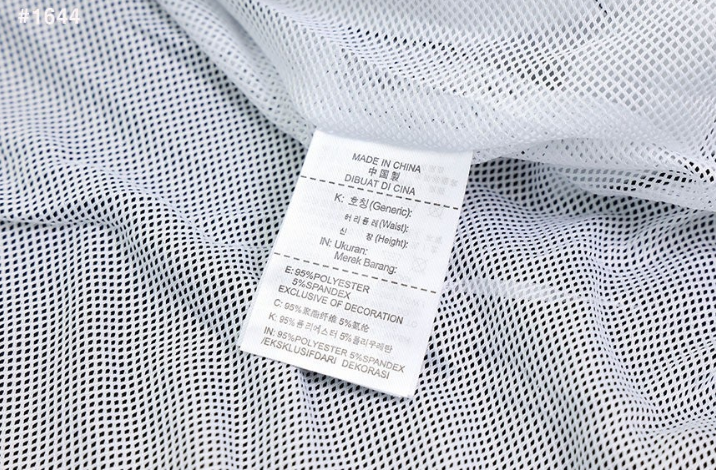 #1644
MADE IN CHINA
中国製
DIBUAT DI CINA
K: 호칭(Generic):
허리둘레(Waist):
신 장(Height):
IN: Ukuran:
Merek Barang:
E: 95%POLYESTER
5%SPANDEX
EXCLUSIVE OF DECORATION
C: 95%聚酯纤维 5%氨纶
K: 95%폴리에스터 5%폴리우레탄
IN: 95%POLYESTER 5%SPANDEX
/EKSKLUSIFDARI DEKORASI